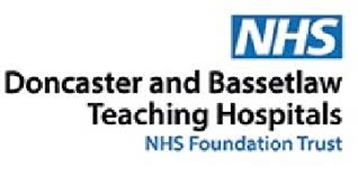 NHS
Doncaster and Bassetlaw
Teaching Hospitals
NHS Foundation Trust